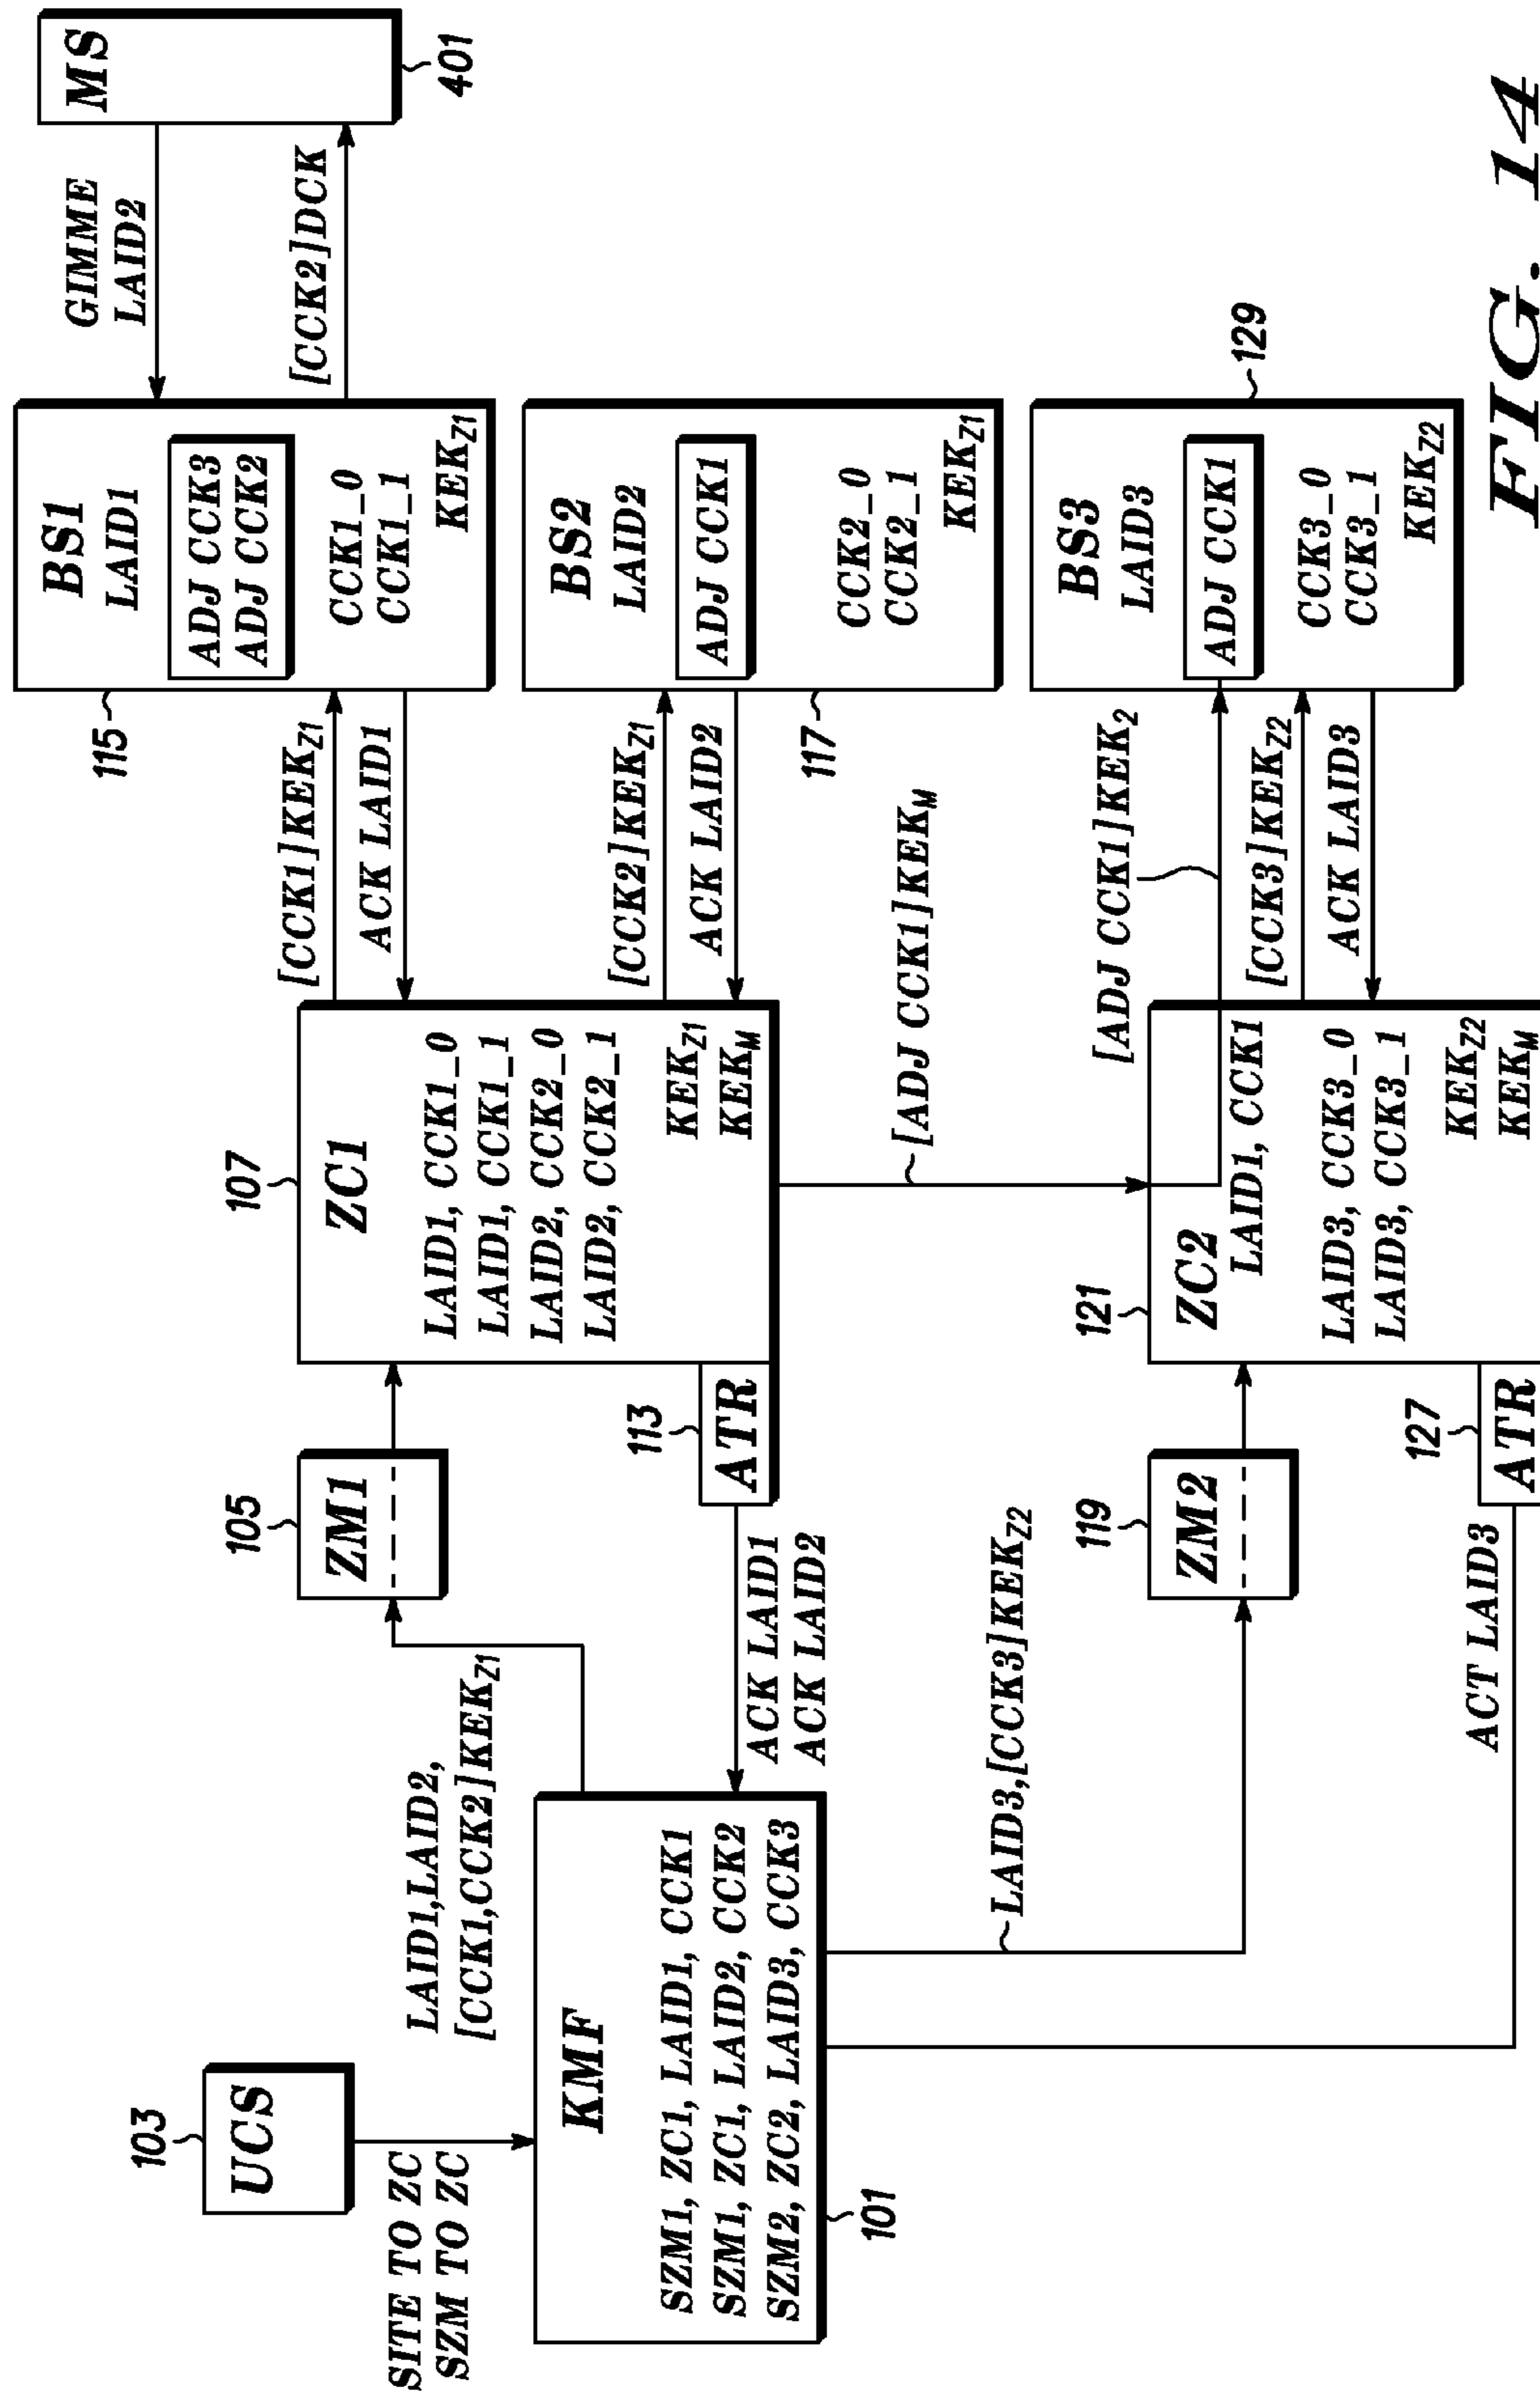 103
UCS
SITE TO ZC
SZM TO ZC
KMF
SZM1, ZC1, LAID1, CCK1
SZM1, ZC1, LAID2, CCK2
SZM2, ZC2, LAID3, CCK3
101
LAID1,LAID2,
[CCK1,CCK2]KEKZ1
105
ZM1
107
ZC1
LAID1, CCK1_0
LAID1, CCK1_1
LAID2, CCK2_0
LAID2, CCK2_1
KEKZ1
KEKM
113
ATR
ACK LAID1
ACK LAID2
LAID3,[CCK3]KEKZ2
119
ZM2
121
ZC2
LAID1, CCK1
LAID3, CCK3_0
LAID3, CCK3_1
KEKZ2
KEKM
127
ATR
ACT LAID3
[CCK1]KEKZ1
ACK LAID1
[CCK2]KEKZ1
ACK LAID2
[ADJ CCK1]KEKM
[ADJ CCK1]KEK2
[CCK3]KEKZ2
ACK LAID3
115
BS1
LAID1
ADJ CCK3
ADJ CCK2
CCK1_0
CCK1_1
KEKZ1
117
BS2
LAID2
ADJ CCK1
CCK2_0
CCK2_1
KEKZ1
129
BS3
LAID3
ADJ CCK1
CCK3_0
CCK3_1
KEKZ2
GIMME
LAID2
[CCK2]DCK
MS
401
FIG. 14